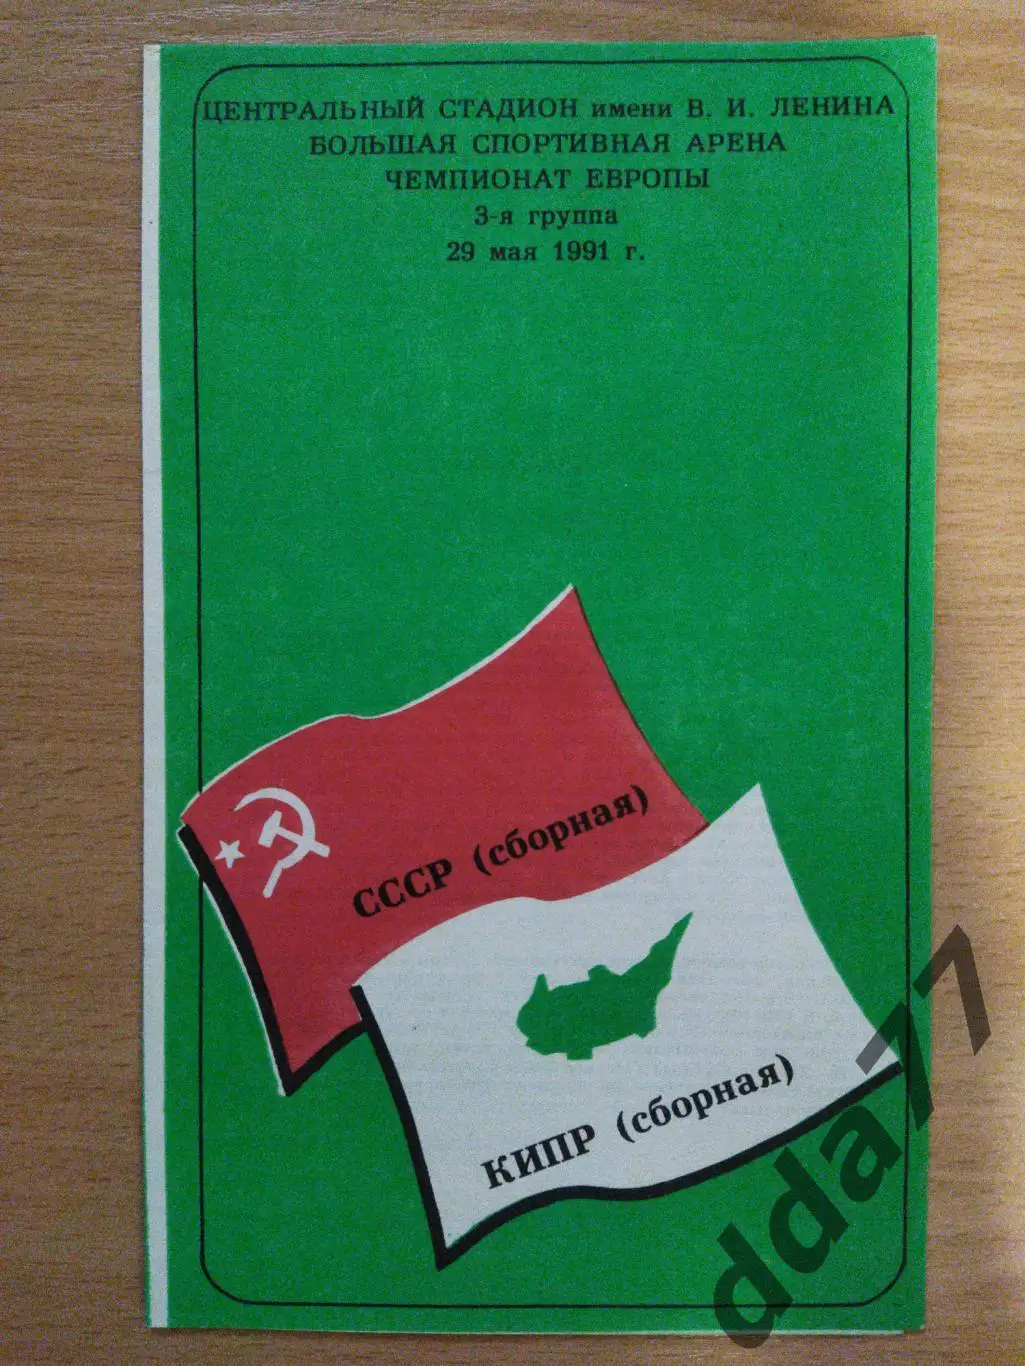 ЦЕНТРАЛЬНЫЙ СТАДИОН имени В. И. ЛЕНИНА
БОЛЬШАЯ СПОРТИВНАЯ АРЕНА
ЧЕМПИОНАТ ЕВРОПЫ
3-я группа
29 мая 1991 г.
СССР (сборная)
КИПР (сборная)
dda77